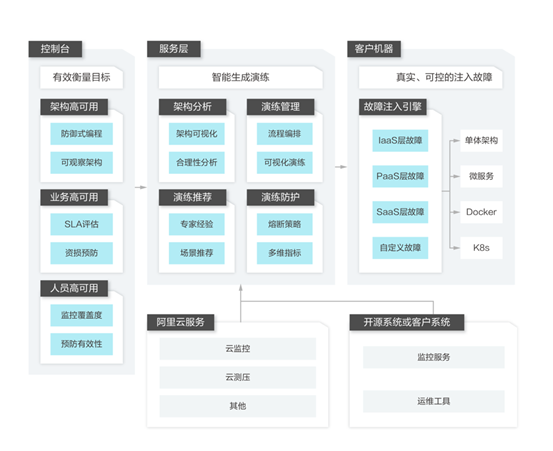 控制台
有效衡量目标
架构高可用
防御式编程
可观察架构
业务高可用
SLA评估
资损预防
人员高可用
监控覆盖度
预防有效性
服务层
智能生成演练
架构分析
架构可视化
合理性分析
演练管理
流程编排
可视化演练
演练推荐
专家经验
场景推荐
演练防护
熔断策略
多维指标
客户机器
真实、可控的注入故障
故障注入引擎
IaaS层故障
PaaS层故障
SaaS层故障
自定义故障
单体架构
微服务
Docker
K8s
阿里云服务
云监控
云测压
其他
开源系统或客户系统
监控服务
运维工具